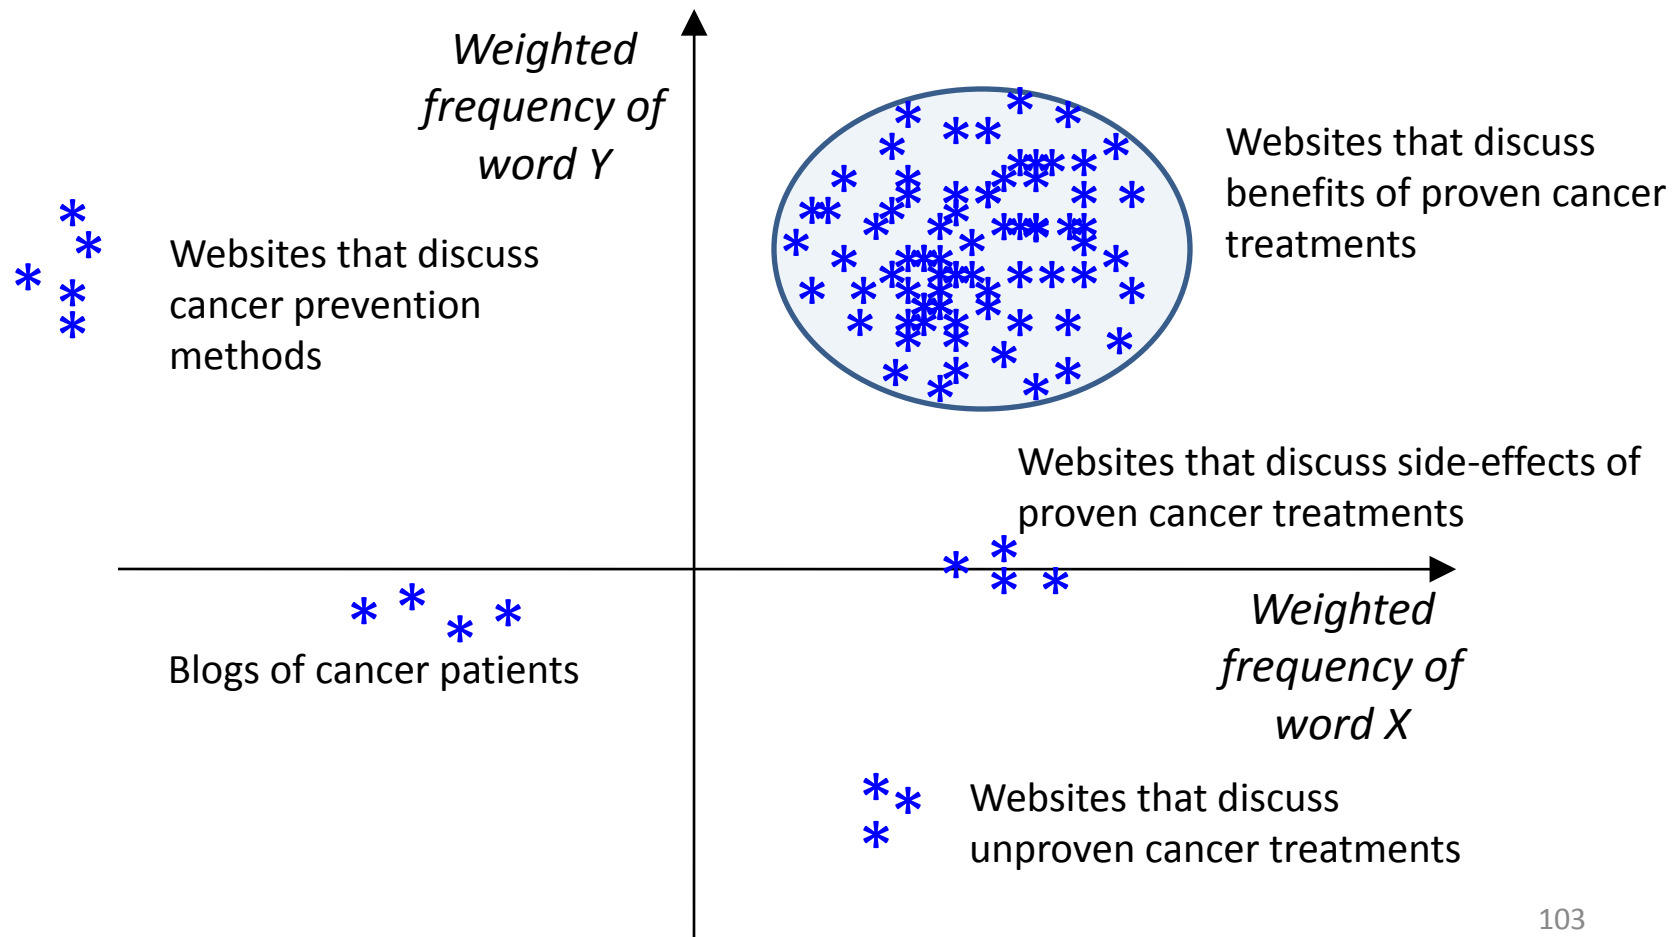 Weighted
frequency of
word Y
Websites that discuss
benefits of proven cancer
treatments
Websites that discuss
cancer prevention
methods
Websites that discuss side-effects of
proven cancer treatments
Weighted
frequency of
word X
Blogs of cancer patients
Websites that discuss
unproven cancer treatments
103